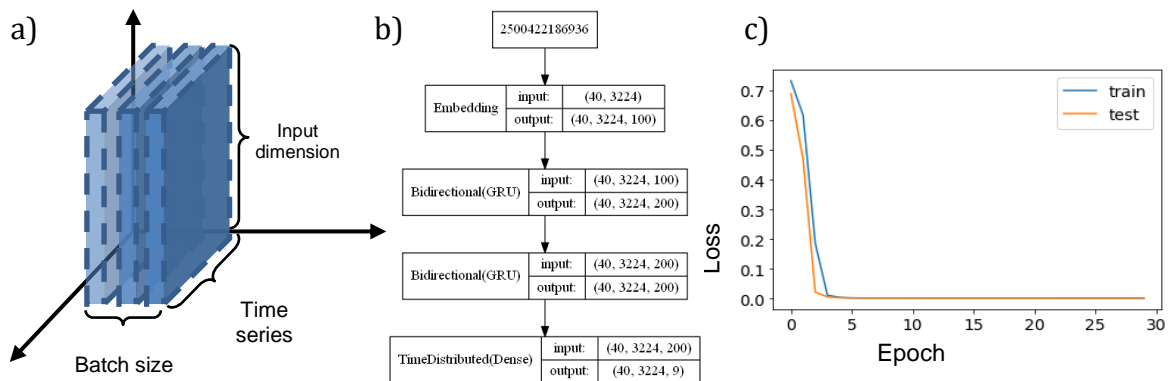 a)
Input
dimension
Time
series
Batch size
b)
2500422186936
Embedding
input:
(40, 3224)
output:
(40, 3224, 100)
Bidirectional(GRU)
input:
(40, 3224, 100)
output:
(40, 3224, 200)
Bidirectional(GRU)
input:
(40, 3224, 200)
output:
(40, 3224, 200)
TimeDistributed(Dense)
input:
(40, 3224, 200)
output:
(40, 3224, 9)
c)
train
test
0.7
0.6
0.5
0.4
0.3
0.2
0.1
0.0
Loss
0
5
10
15
20
25
30
Epoch